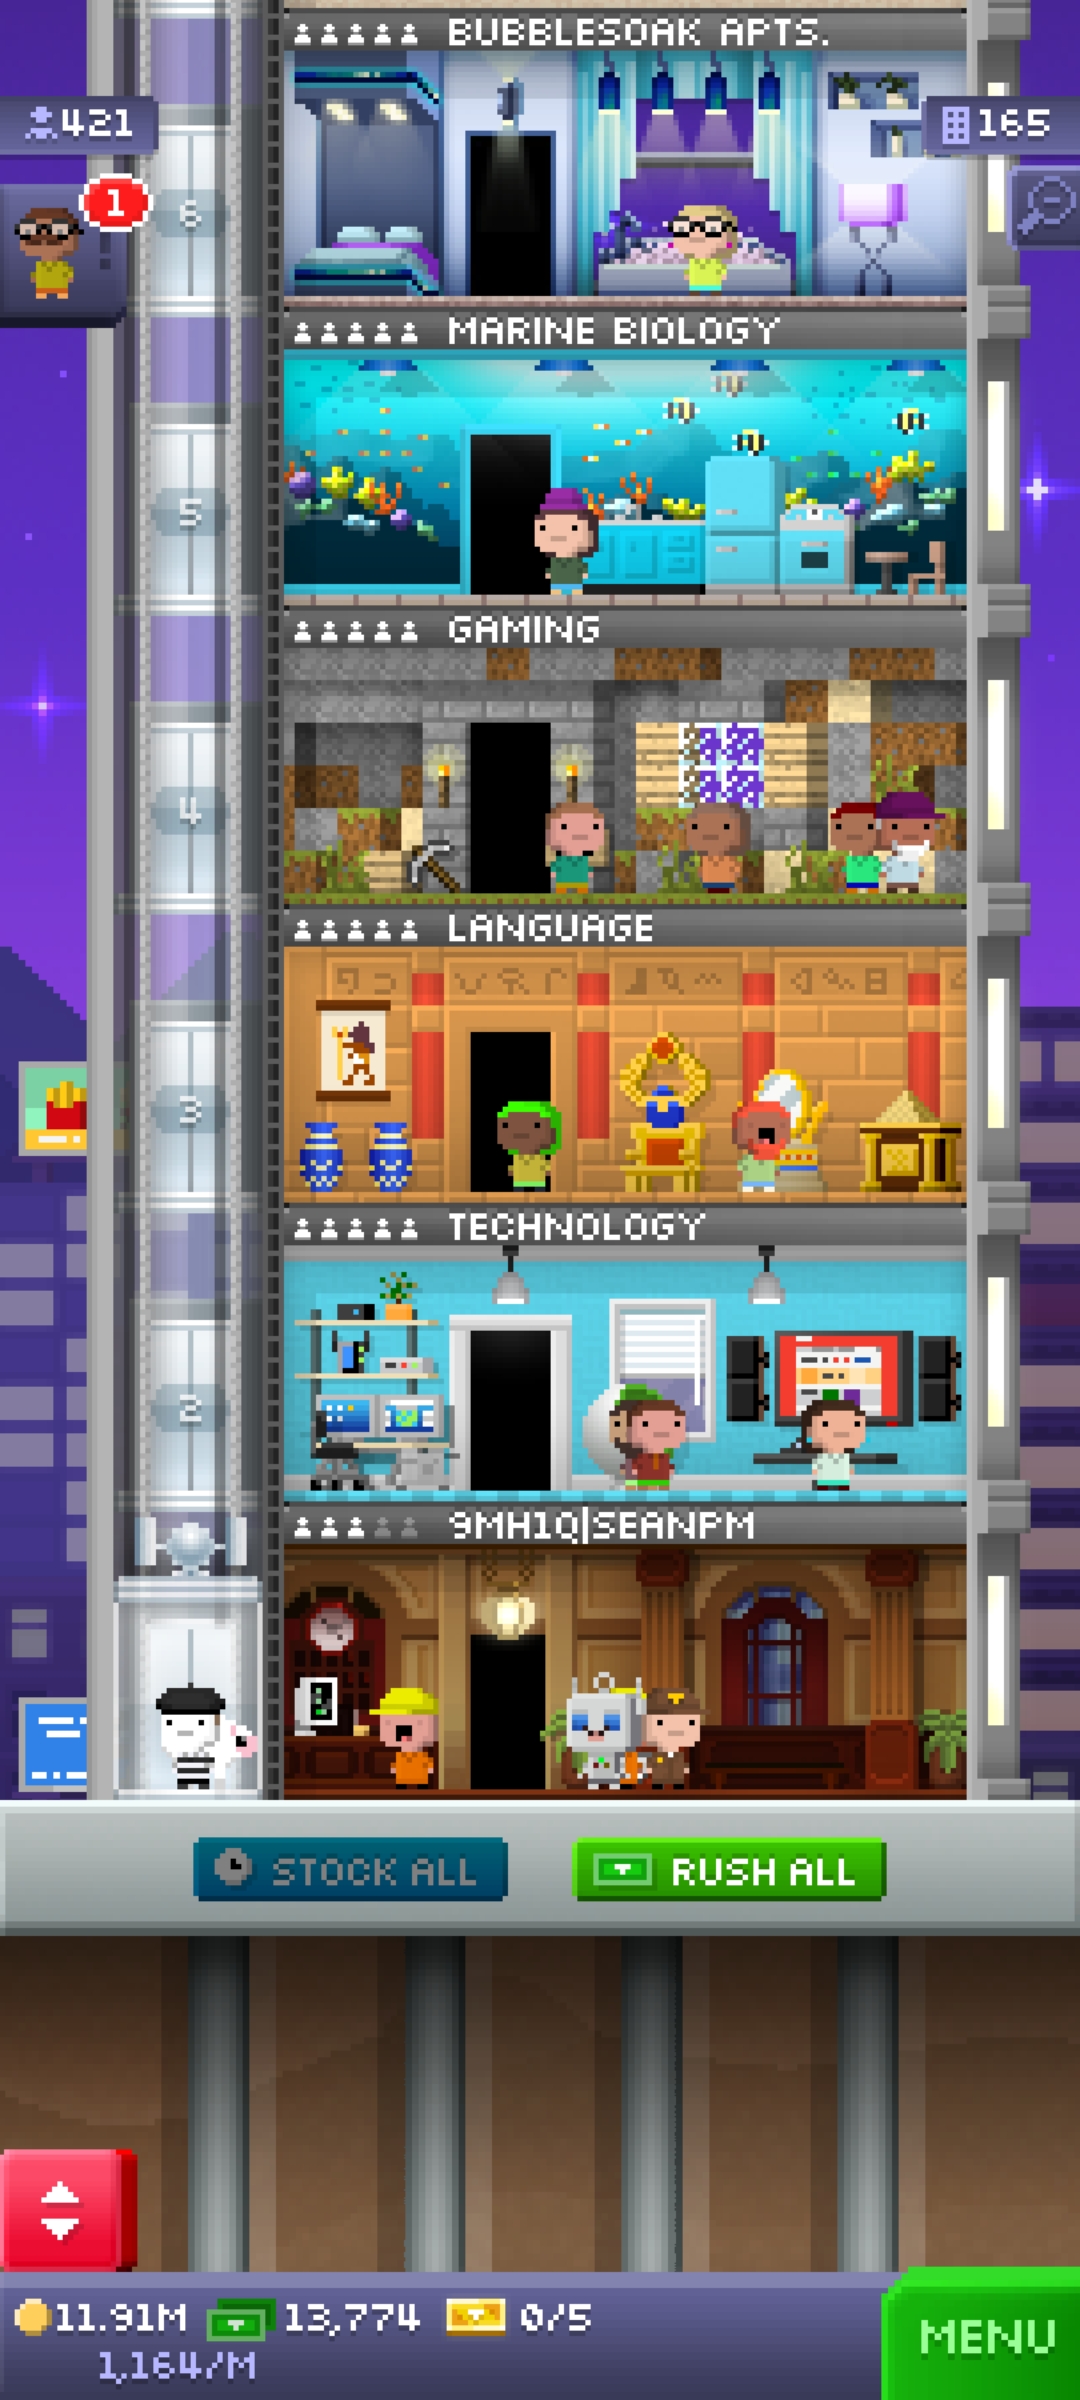 BUBBLESOAK APTS.
421
165
1
6
MARINE BIOLOGY
5
GAMING
4
LANGUAGE
3
TECHNOLOGY
2
9MH1Q|SEANPM
STOCK ALL
RUSH ALL
11.91M 13,774 0/5
1,164/M
MENU